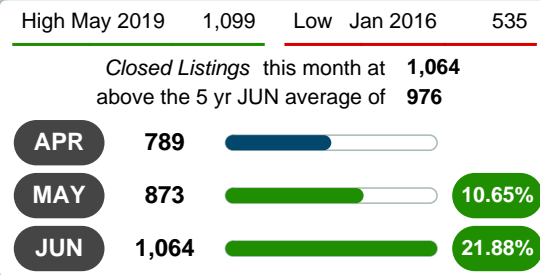 High May 2019 1,099 Low Jan 2016 535
Closed Listings this month at 1,064
above the 5 yr JUN average of 976
APR 789
MAY 873 10.65%
JUN 1,064 21.88%